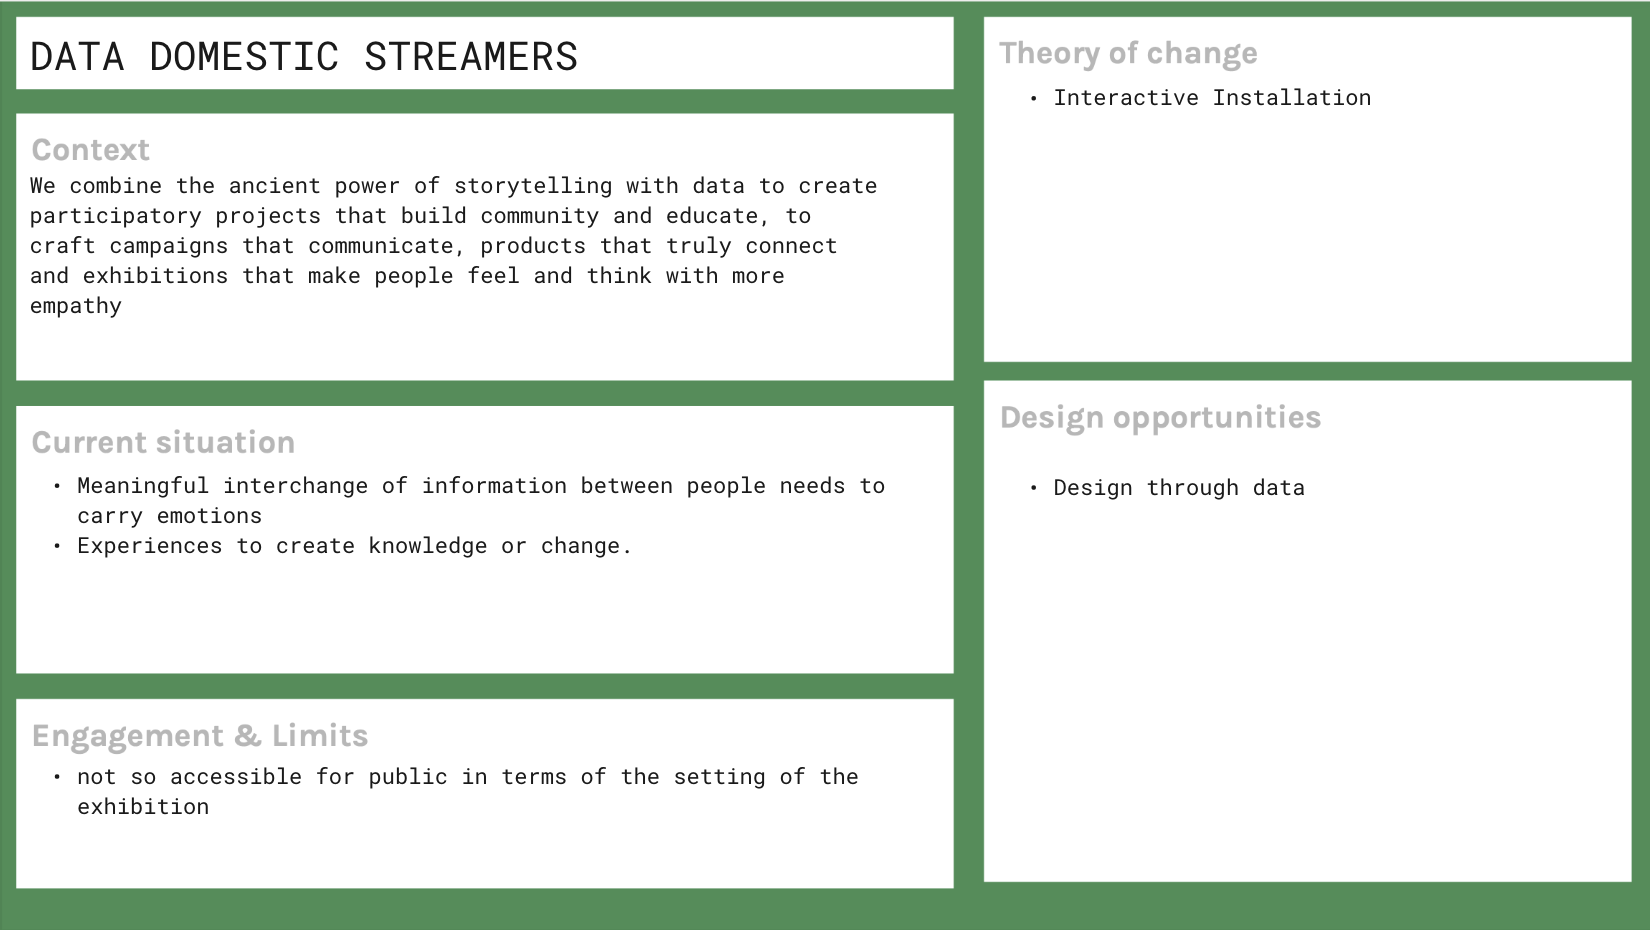 DATA DOMESTIC STREAMERS
Context
We combine the ancient power of storytelling with data to create
participatory projects that build community and educate, to
craft campaigns that communicate, products that truly connect
and exhibitions that make people feel and think with more
empathy
Current situation
• Meaningful interchange of information between people needs to
carry emotions
• Experiences to create knowledge or change.
Engagement & Limits
• not so accessible for public in terms of the setting of the
exhibition
Theory of change
• Interactive Installation
Design opportunities
• Design through data